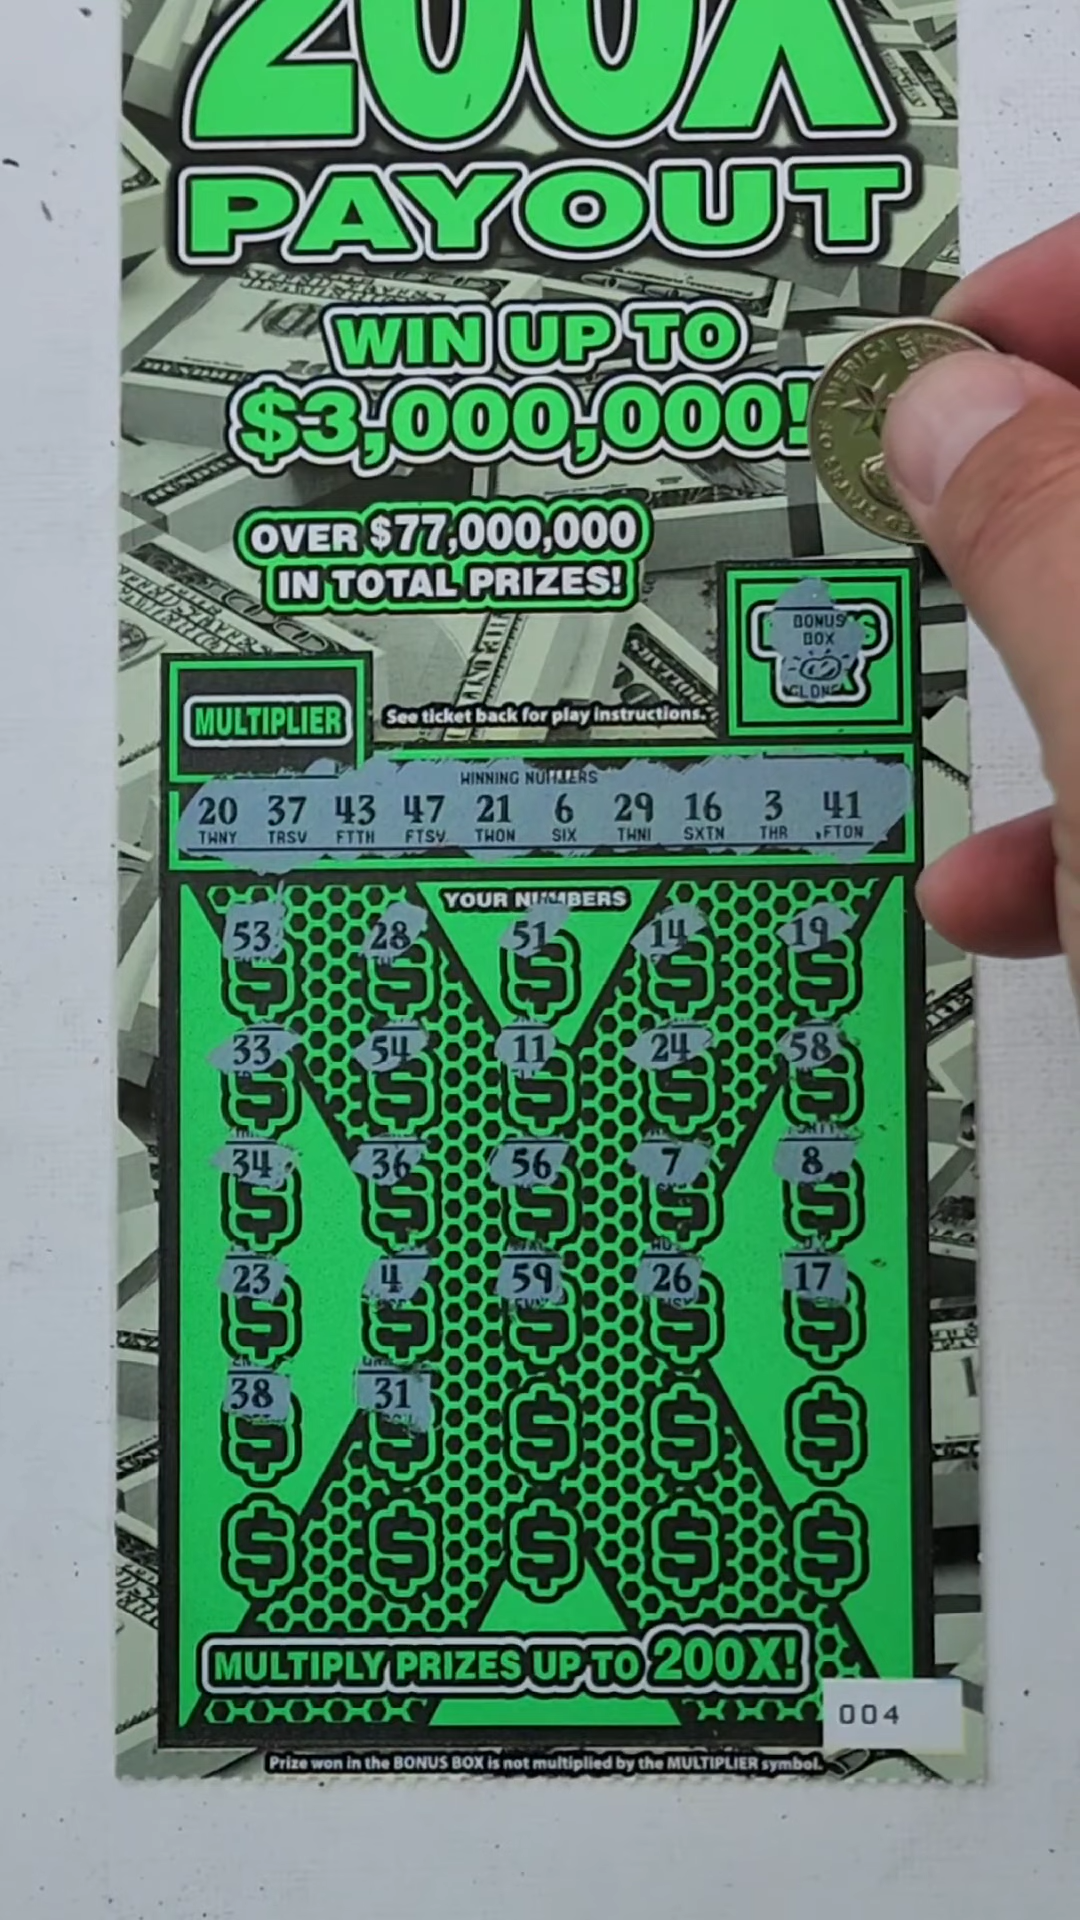 200X
PAYOUT
WIN UP TO
$3,000,000!
OVER $77,000,000
IN TOTAL PRIZES!
BONUS
BOX
MULTIPLIER
See ticket back for play instructions.
WINNING NUMBERS
20 37 43 47 21 6 29 16 3 41
TWNY TRSV FTTH FTSV TWON SIX TWNI SXTN THR FTON
YOUR NUMBERS
53 28 51 14 19
$ $ $ $ $
33 54 11 24 58
$ $ $ $ $
34 36 56 7 8
$ $ $ $ $
23 4 59 26 17
$ $ $ $ $
38 31
$ $ $ $ $
$ $ $ $ $
MULTIPLY PRIZES UP TO 200X!
004
Prize won in the BONUS BOX is not multiplied by the MULTIPLIER symbol.